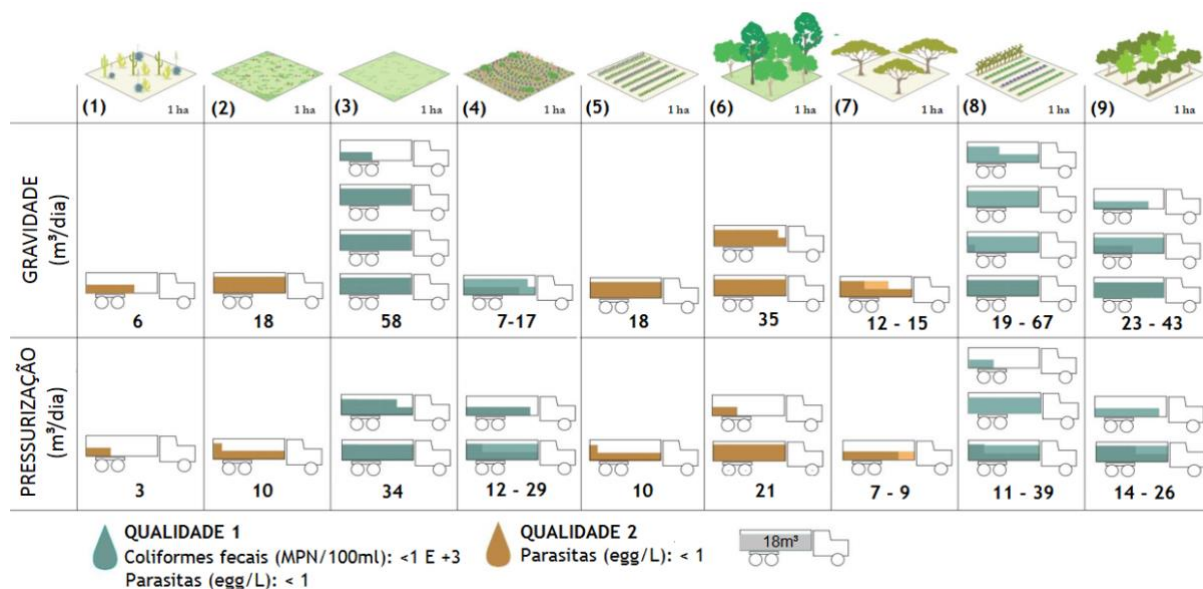 (1) 1 ha (2) 1 ha (3) 1 ha (4) 1 ha (5) 1 ha (6) 1 ha (7) 1 ha (8) 1 ha (9) 1 ha
GRAVIDADE
(m³/dia)
6 18 58 7-17 18 35 12 - 15 19 - 67 23 - 43
PRESSURIZAÇÃO
(m³/dia)
3 10 34 12 - 29 10 21 7 - 9 11 - 39 14 - 26
QUALIDADE 1
Coliformes fecais (MPN/100ml): <1 E +3
Parasitas (egg/L): < 1
QUALIDADE 2
Parasitas (egg/L): < 1
18m³